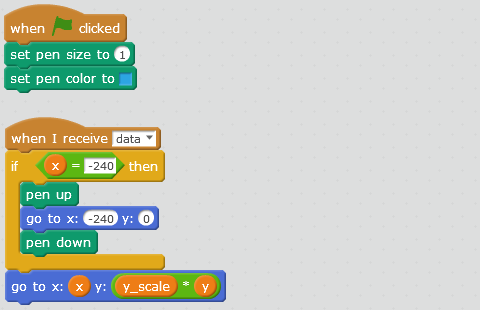 when clicked
set pen size to 1
set pen color to
when I receive data
if x = -240 then
pen up
go to x: -240 y: 0
pen down
go to x: x y: y_scale * y